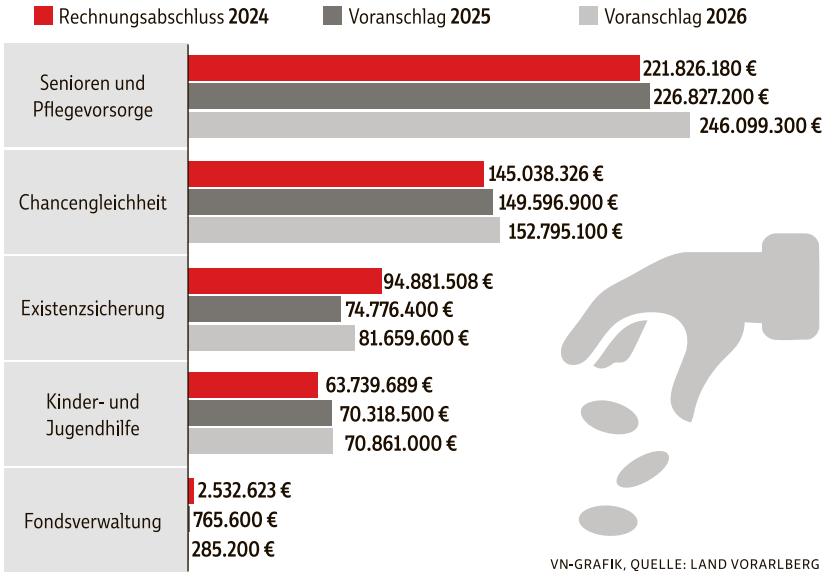 Rechnungsabschluss 2024
Voranschlag 2025
Voranschlag 2026
Senioren und
Pflegevorsorge
221.826.180 €
226.827.200 €
246.099.300 €
Chancengleichheit
145.038.326 €
149.596.900 €
152.795.100 €
Existenzsicherung
94.881.508 €
74.776.400 €
81.659.600 €
Kinder- und
Jugendhilfe
63.739.689 €
70.318.500 €
70.861.000 €
Fondsverwaltung
2.532.623 €
765.600 €
285.200 €
VN-GRAFIK, QUELLE: LAND VORARLBERG